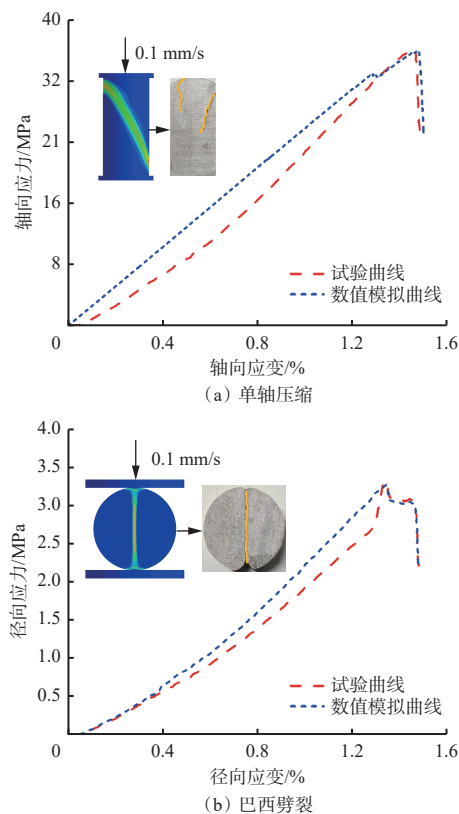 40
32
21
16
8
0
0.4
0.8
1.2
1.6
轴向应力/MPa
0.1 mm/s
试验曲线
数值模拟曲线
轴向应变/%
(a) 单轴压缩
4.0
3.5
3.0
2.5
2.0
1.5
1.0
0.5
0
0.4
0.8
1.2
1.6
径向应力/MPa
0.1 mm/s
试验曲线
数值模拟曲线
径向应变/%
(b) 巴西劈裂